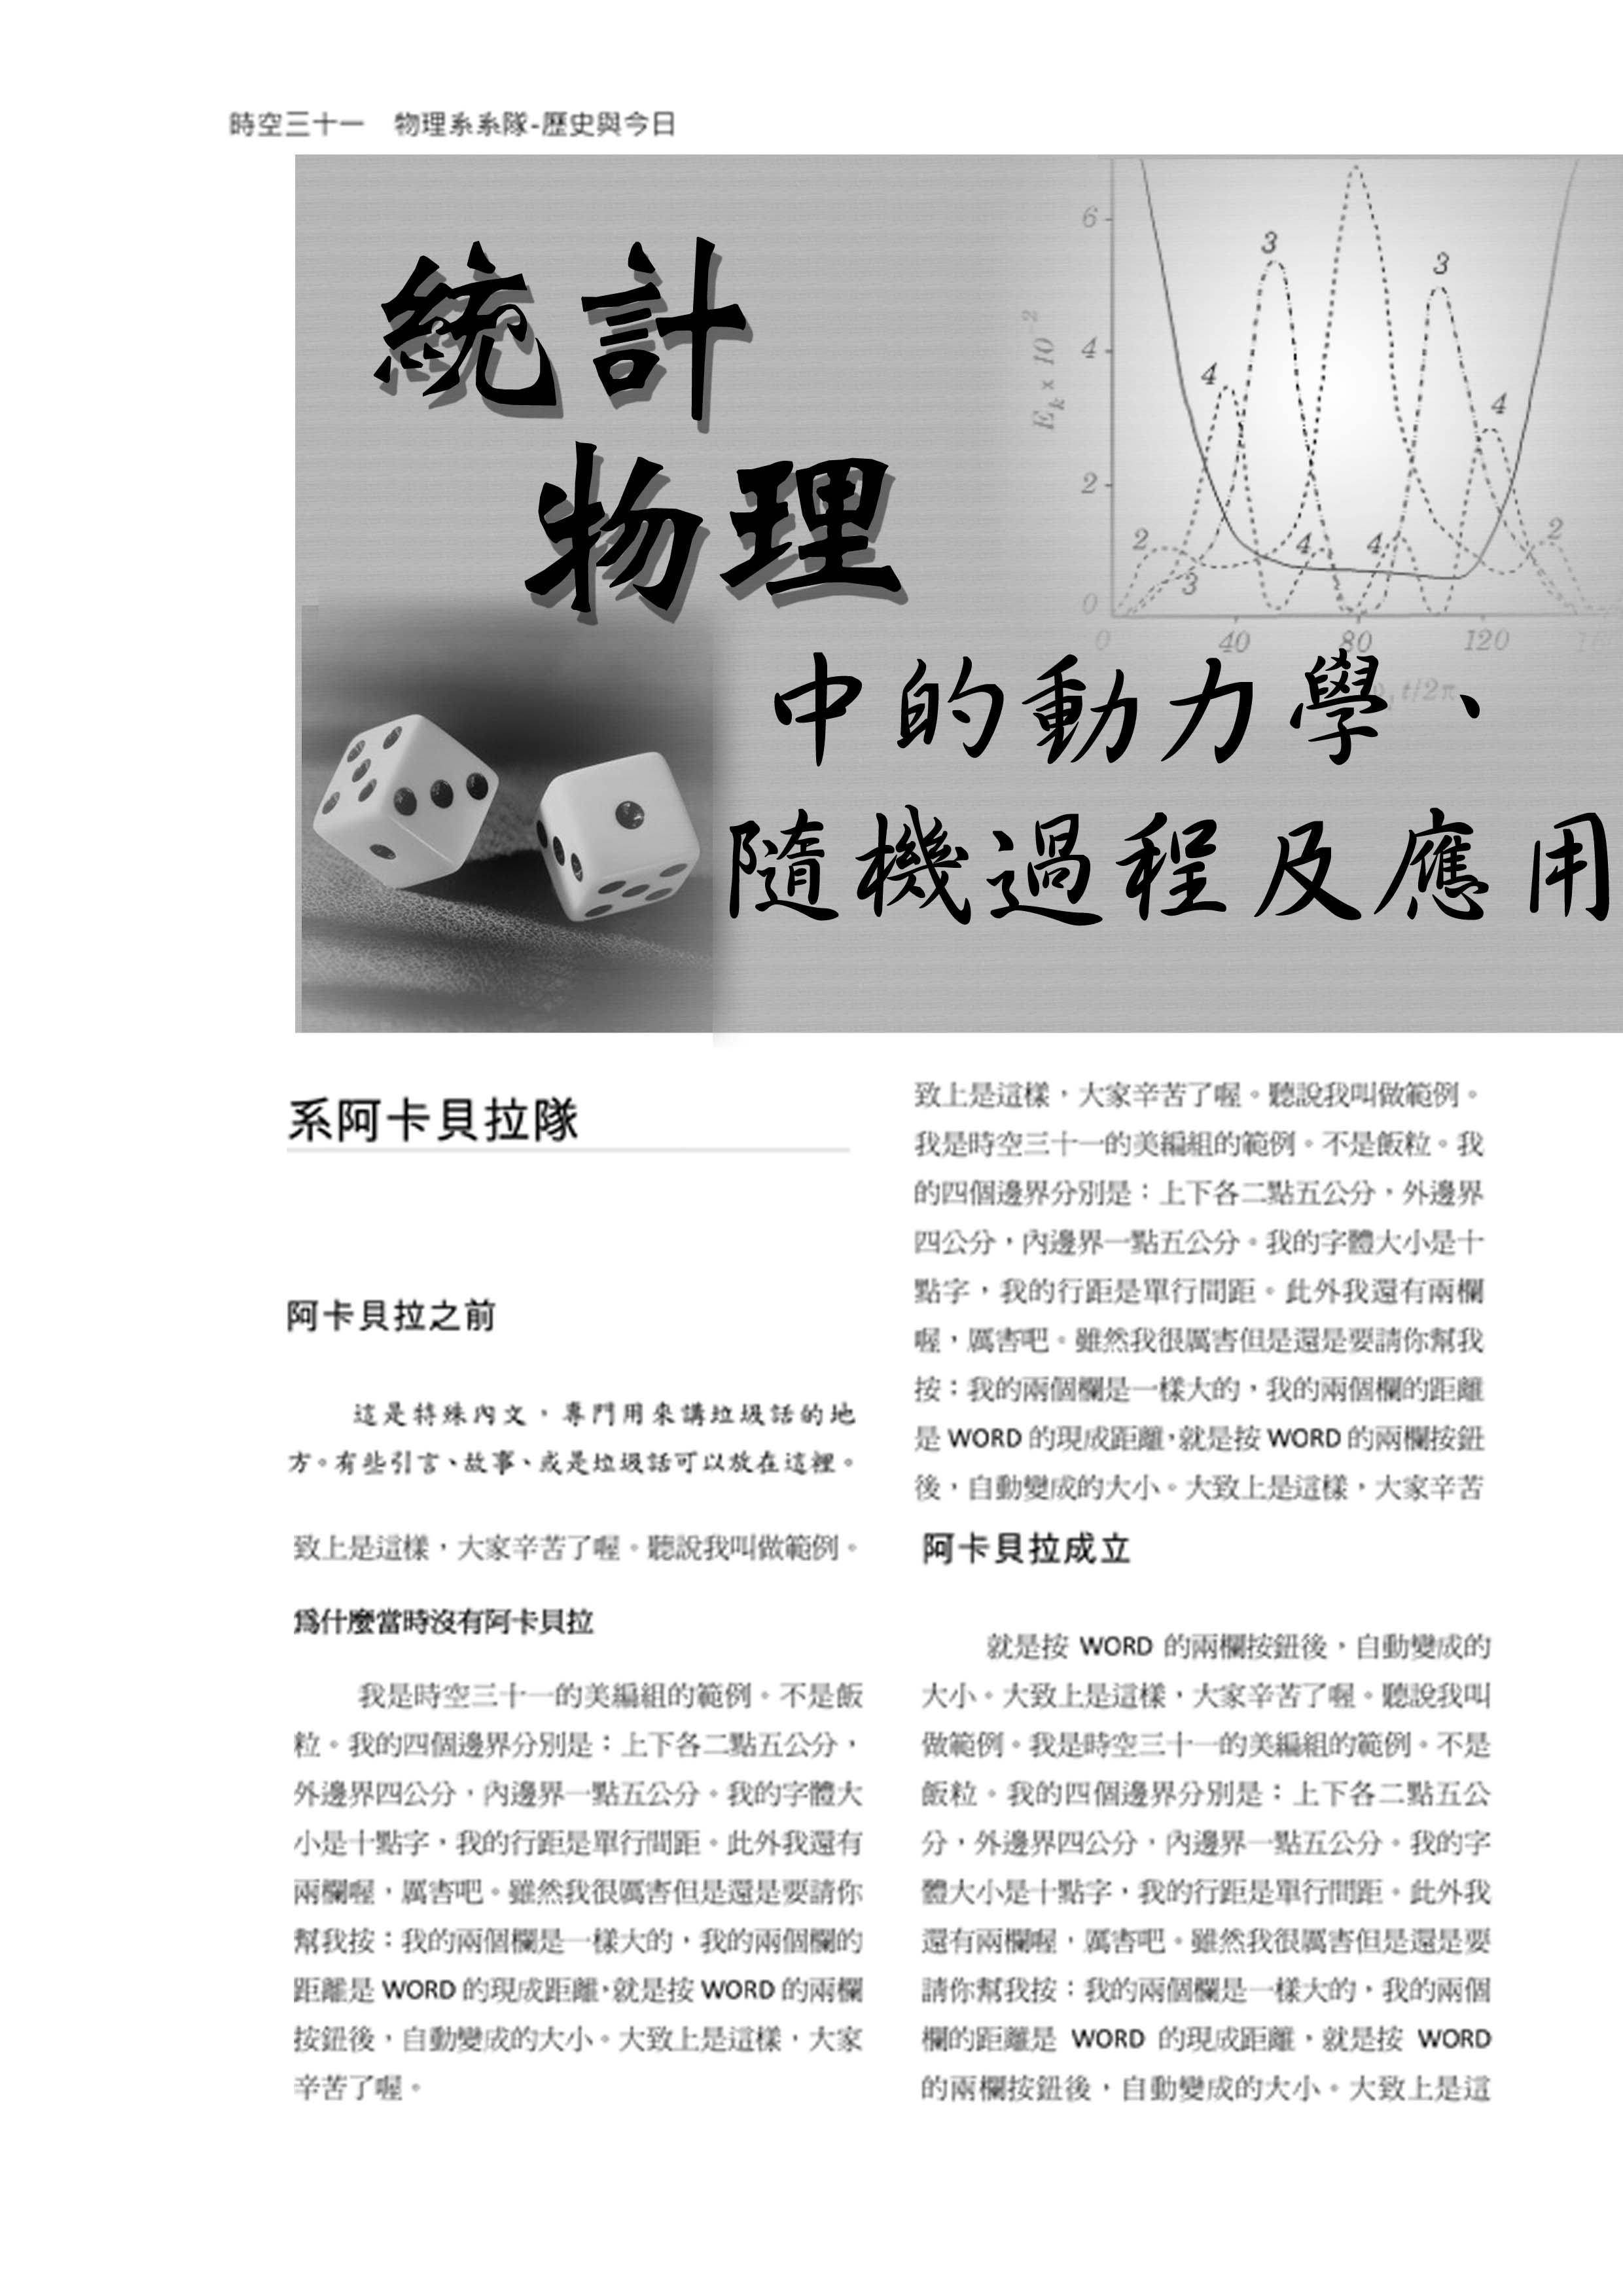 時空三十一 物理系系隊-歷史與今日
統計
物理
中的動力學、
隨機過程及應用
6
4
2
0
E_k × 10^-2
3
3
4
4
2
3
4
4
2
0
40
80
120
t/2π
系阿卡貝拉隊
阿卡貝拉之前
這是特殊內文，專門用來講垃圾話的地
方。有些引言、故事、或是垃圾話可以放在這裡。
致上是這樣，大家辛苦了喔。聽說我叫做範例。
為什麼當時沒有阿卡貝拉
我是時空三十一的美編組的範例。不是飯
粒。我的四個邊界分別是：上下各二點五公分，
外邊界四公分，內邊界一點五公分。我的字體大
小是十點字，我的行距是單行間距。此外我還有
兩欄喔，厲害吧。雖然我很厲害但是還是要請你
幫我按：我的兩個欄是一樣大的，我的兩個欄的
距離是 WORD 的現成距離，就是按 WORD 的兩欄
按鈕後，自動變成的大小。大致上是這樣，大家
辛苦了喔。
致上是這樣，大家辛苦了喔。聽說我叫做範例。
我是時空三十一的美編組的範例。不是飯粒。我
的四個邊界分別是：上下各二點五公分，外邊界
四公分，內邊界一點五公分。我的字體大小是十
點字，我的行距是單行間距。此外我還有兩欄
喔，厲害吧。雖然我很厲害但是還是要請你幫我
按：我的兩個欄是一樣大的，我的兩個欄的距離
是 WORD 的現成距離，就是按 WORD 的兩欄按鈕
後，自動變成的大小。大致上是這樣，大家辛苦
阿卡貝拉成立
就是按 WORD 的兩欄按鈕後，自動變成的
大小。大致上是這樣，大家辛苦了喔。聽說我叫
做範例。我是時空三十一的美編組的範例。不是
飯粒。我的四個邊界分別是：上下各二點五公
分，外邊界四公分，內邊界一點五公分。我的字
體大小是十點字，我的行距是單行間距。此外我
還有兩欄喔，厲害吧。雖然我很厲害但是還是要
請你幫我按：我的兩個欄是一樣大的，我的兩個
欄的距離是 WORD 的現成距離，就是按 WORD
的兩欄按鈕後，自動變成的大小。大致上是這